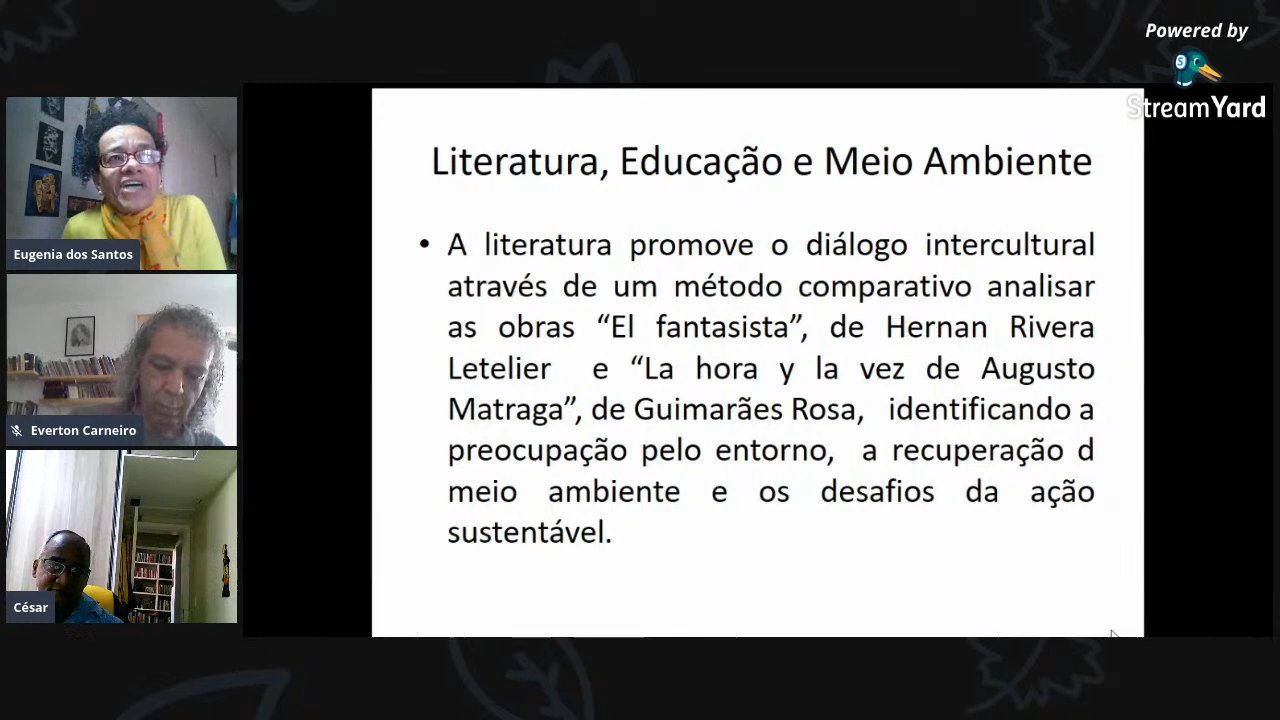 Powered by
StreamYard
Literatura, Educação e Meio Ambiente
• A literatura promove o diálogo intercultural
através de um método comparativo analisar
as obras “El fantasista”, de Hernan Rivera
Letelier e “La hora y la vez de Augusto
Matraga”, de Guimarães Rosa, identificando a
preocupação pelo entorno, a recuperação d
meio ambiente e os desafios da ação
sustentável.
Eugenia dos Santos
Everton Carneiro
César